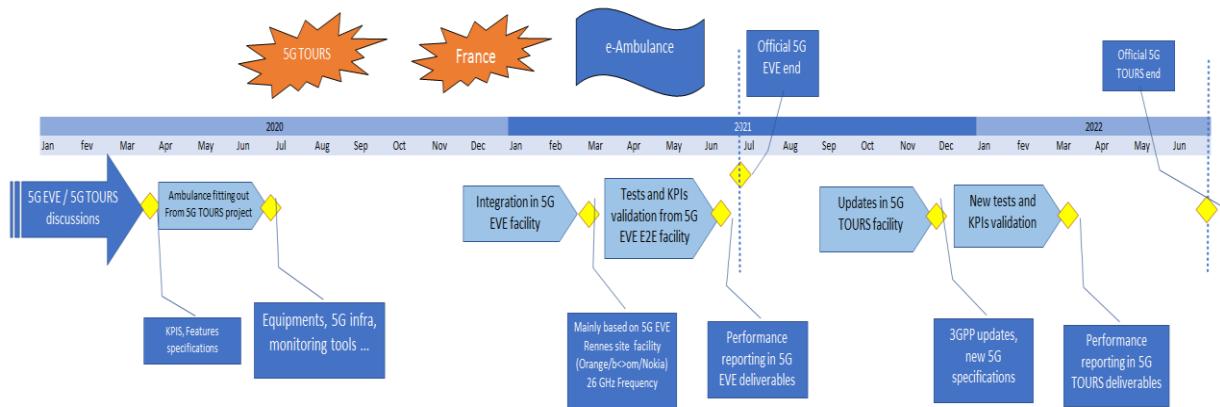 5G TOURS
France
e-Ambulance
Official 5G
EVE end
Official 5G
TOURS end
2020
2021
2022
Jan
fev
Mar
Apr
May
Jun
Jul
Aug
Sep
Oct
Nov
Dec
Jan
Feb
Mar
Apr
May
Jun
Jul
Aug
Sep
Oct
Nov
Dec
Jan
Feb
Mar
Apr
May
Jun
5G EVE / 5G TOURS
discussions
Ambulance fitting out
From 5G TOURS project
Integration in 5G
EVE facility
Tests and KPIs
validation from 5G
EVE E2E facility
Updates in 5G
TOURS facility
New tests and
KPIs validation
KPIS, Features
specifications
Equipments, 5G infra,
monitoring tools ...
Mainly based on 5G EVE
Rennes site facility
(Orange/b<>om/Nokia)
26 GHz Frequency
Performance
reporting in 5G
EVE deliverables
3GPP updates,
new 5G
specifications
Performance
reporting in 5G
TOURS deliverables